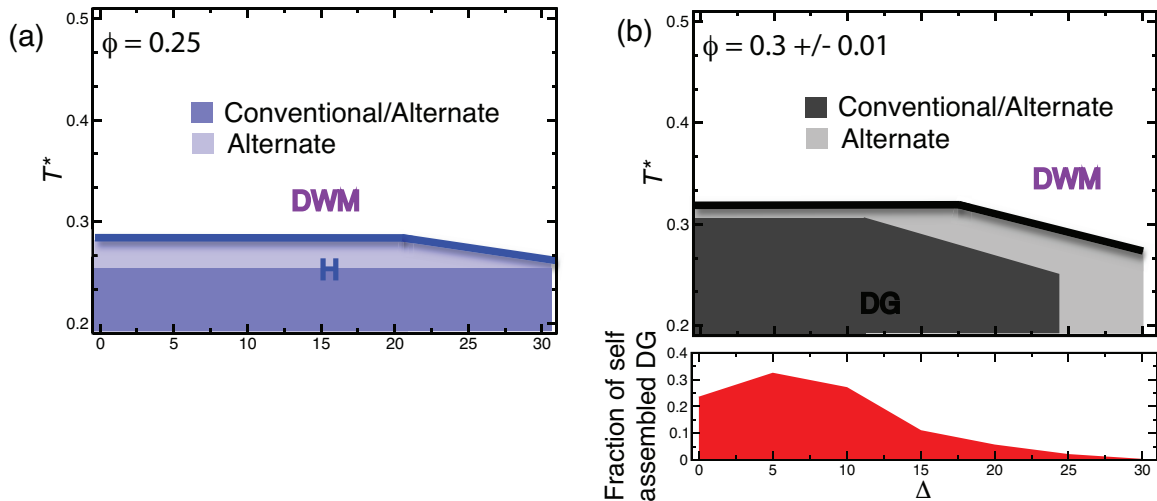 (a)
ϕ = 0.25
Conventional/Alternate
Alternate
DWM
H
T*
0.5
0.4
0.3
0.2
0 5 10 15 20 25 30
(b)
ϕ = 0.3 +/- 0.01
Conventional/Alternate
Alternate
DWM
DG
T*
0.5
0.4
0.3
0.2
Fraction of self
assembled DG
0.4
0.3
0.2
0.1
0
0 5 10 15 20 25 30
Δ